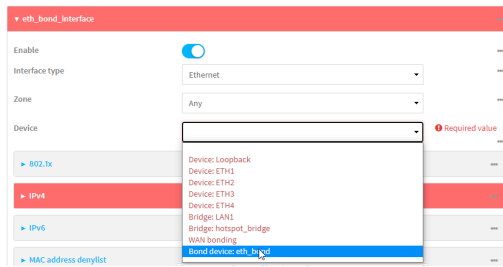 ▼ eth_bond_interface
Enable
Interface type
Ethernet
Zone
Any
Device
Required value
Device: Loopback
Device: ETH1
Device: ETH2
Device: ETH3
Device: ETH4
Bridge: LAN1
Bridge: hotspot_bridge
WAN bonding
Bond device: eth_bond
► 802.1x
► IPv4
► IPv6
► MAC address denylist